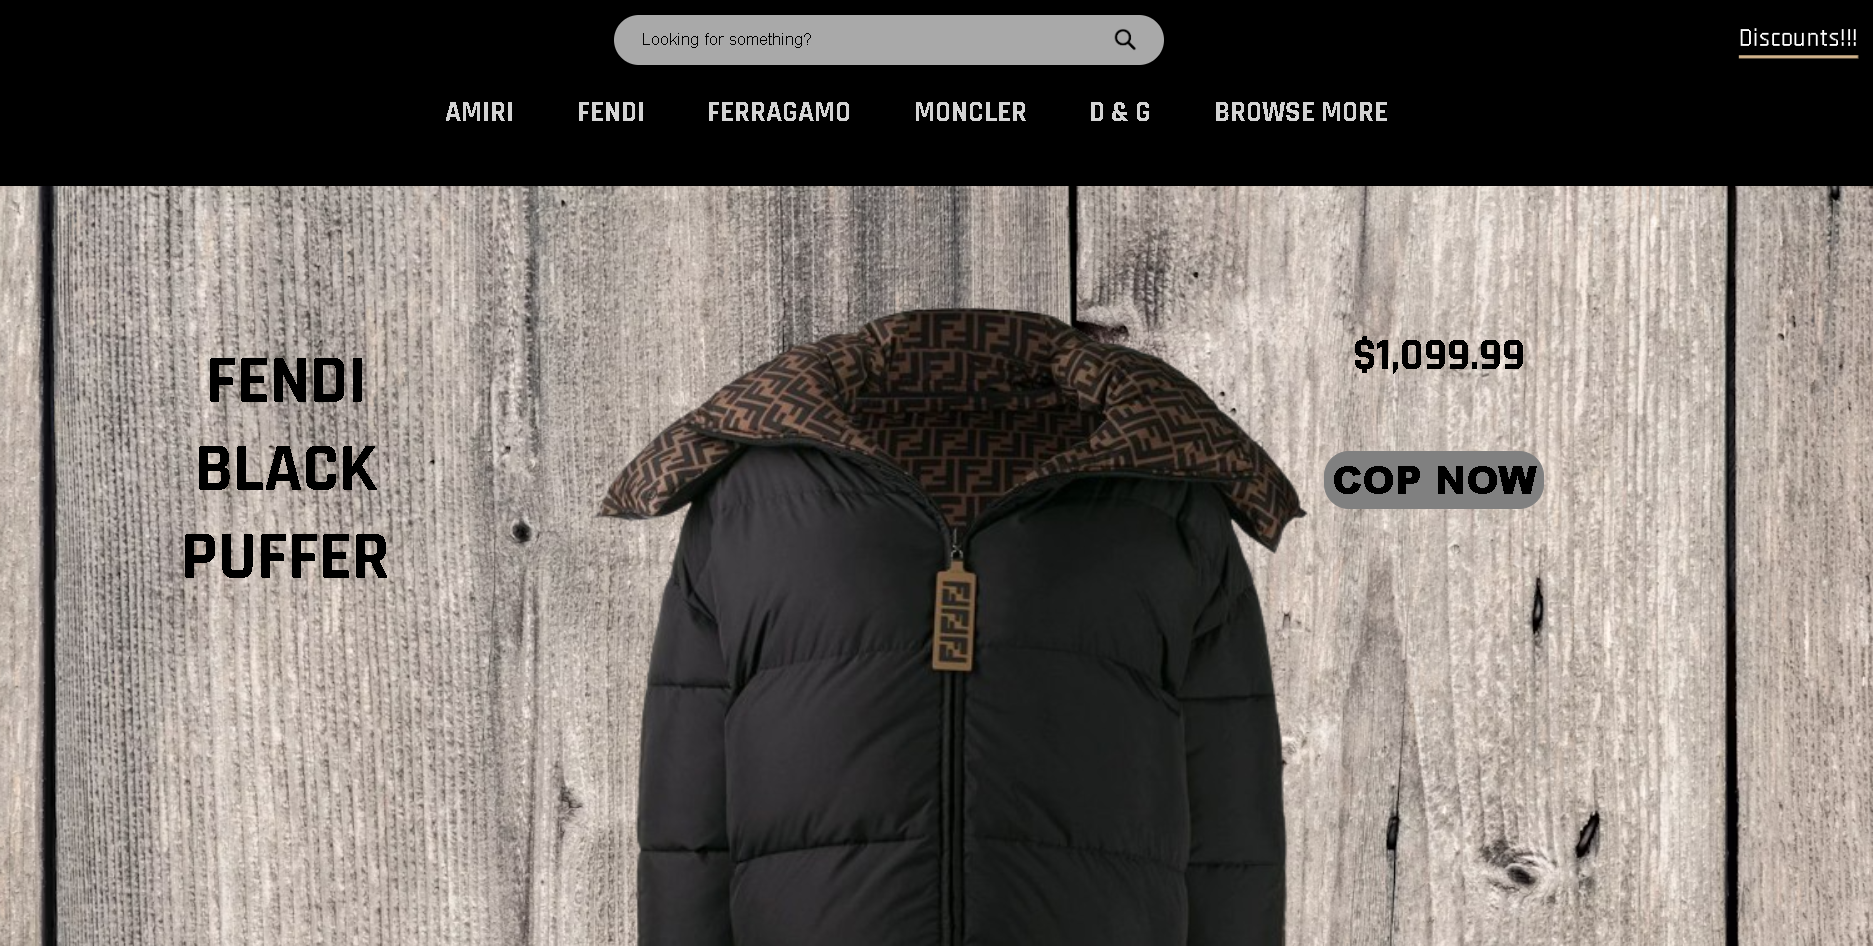 Looking for something?
Discounts!!!
AMIRI FENDI FERRAGAMO MONCLER D & G BROWSE MORE
FENDI
BLACK
PUFFER
$1,099.99
COP NOW